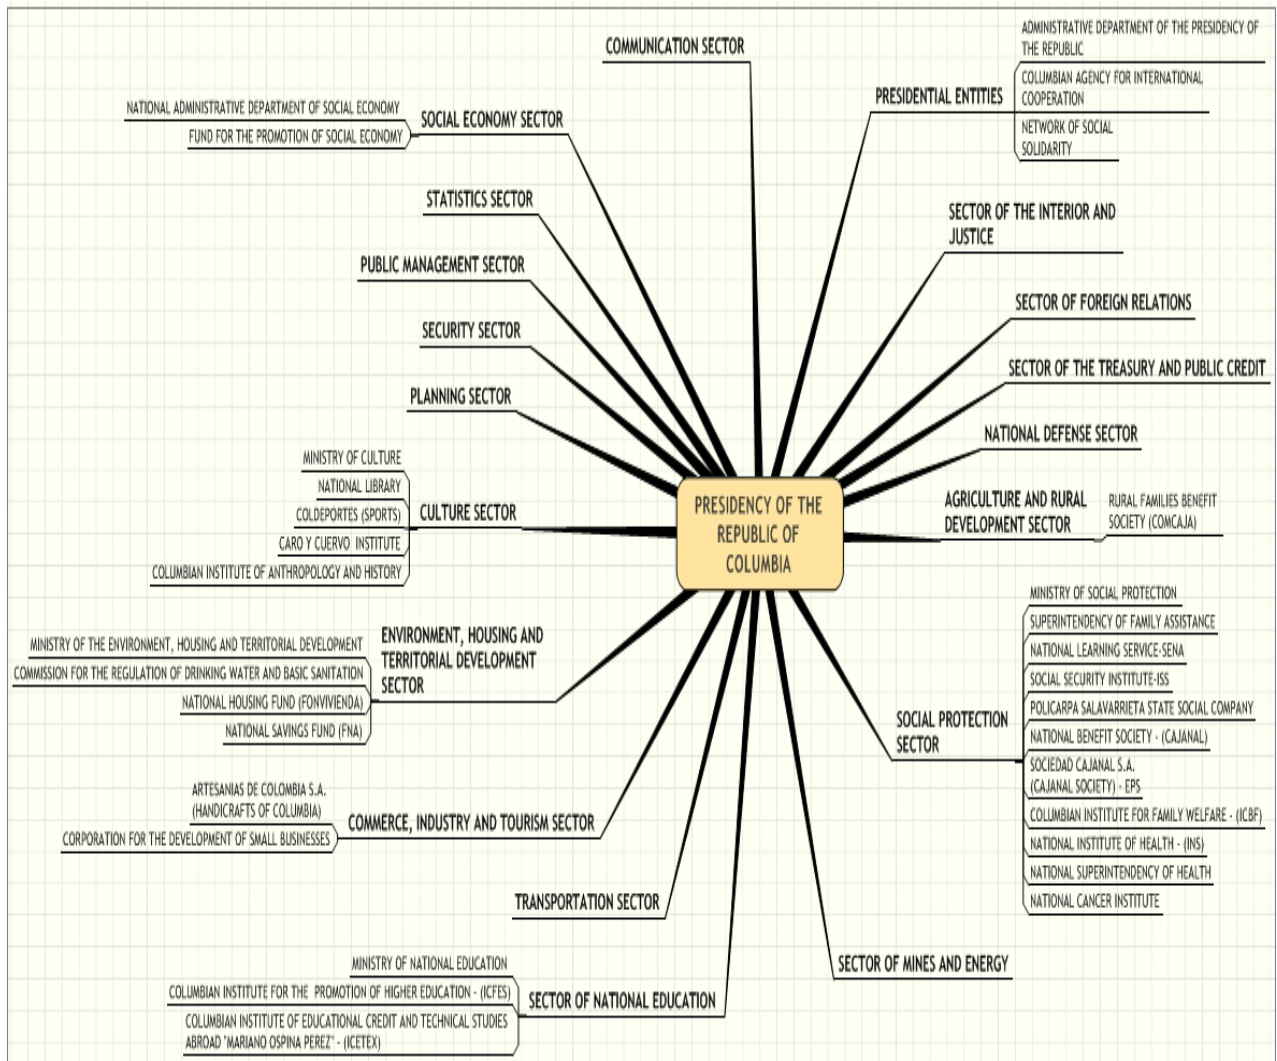 COMMUNICATION SECTOR
ADMINISTRATIVE DEPARTMENT OF THE PRESIDENCY OF
THE REPUBLIC
COLUMBIAN AGENCY FOR INTERNATIONAL
COOPERATION
PRESIDENTIAL ENTITIES
NETWORK OF SOCIAL
SOLIDARITY
NATIONAL ADMINISTRATIVE DEPARTMENT OF SOCIAL ECONOMY
FUND FOR THE PROMOTION OF SOCIAL ECONOMY
SOCIAL ECONOMY SECTOR
STATISTICS SECTOR
SECTOR OF THE INTERIOR AND
JUSTICE
PUBLIC MANAGEMENT SECTOR
SECTOR OF FOREIGN RELATIONS
SECURITY SECTOR
SECTOR OF THE TREASURY AND PUBLIC CREDIT
PLANNING SECTOR
NATIONAL DEFENSE SECTOR
MINISTRY OF CULTURE
NATIONAL LIBRARY
COLDEPORTES (SPORTS)
CARO Y CUERVO INSTITUTE
COLUMBIAN INSTITUTE OF ANTHROPOLOGY AND HISTORY
CULTURE SECTOR
PRESIDENCY OF THE
REPUBLIC OF
COLUMBIA
AGRICULTURE AND RURAL
DEVELOPMENT SECTOR
RURAL FAMILIES BENEFIT
SOCIETY (COMCAJA)
MINISTRY OF THE ENVIRONMENT, HOUSING AND TERRITORIAL DEVELOPMENT
COMMISSION FOR THE REGULATION OF DRINKING WATER AND BASIC SANITATION
NATIONAL HOUSING FUND (FONVIVIENDA)
NATIONAL SAVINGS FUND (FNA)
ENVIRONMENT, HOUSING AND
TERRITORIAL DEVELOPMENT
SECTOR
SOCIAL PROTECTION
SECTOR
MINISTRY OF SOCIAL PROTECTION
SUPERINTENDENCY OF FAMILY ASSISTANCE
NATIONAL LEARNING SERVICE-SENA
SOCIAL SECURITY INSTITUTE-ISS
POLICARPA SALAVARRIETA STATE SOCIAL COMPANY
NATIONAL BENEFIT SOCIETY - (CAJANAL)
SOCIEDAD CAJANAL S.A.
(CAJANAL SOCIETY) - EPS
COLUMBIAN INSTITUTE FOR FAMILY WELFARE - (ICBF)
NATIONAL INSTITUTE OF HEALTH - (INS)
NATIONAL SUPERINTENDENCY OF HEALTH
NATIONAL CANCER INSTITUTE
ARTESANIAS DE COLOMBIA S.A.
(HANDICRAFTS OF COLUMBIA)
CORPORATION FOR THE DEVELOPMENT OF SMALL BUSINESSES
COMMERCE, INDUSTRY AND TOURISM SECTOR
TRANSPORTATION SECTOR
SECTOR OF MINES AND ENERGY
MINISTRY OF NATIONAL EDUCATION
COLUMBIAN INSTITUTE FOR THE PROMOTION OF HIGHER EDUCATION - (ICFES)
COLUMBIAN INSTITUTE OF EDUCATIONAL CREDIT AND TECHNICAL STUDIES
ABROAD "MARIANO OSPINA PEREZ" - (ICETEX)
SECTOR OF NATIONAL EDUCATION